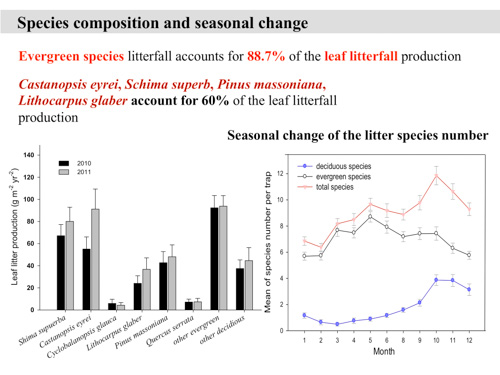 Species composition and seasonal change
Evergreen species litterfall accounts for 88.7% of the leaf litterfall production
Castanopsis eyrei, Schima superb, Pinus massoniana,
Lithocarpus glaber account for 60% of the leaf litterfall
production
Seasonal change of the litter species number
Leaf litter production (g m-2 yr-2)
140
120
100
80
60
40
20
0
2010
2011
Shima supuerba
Castanopsis eyrei
Cyclobalanopsis glauca
Lithocarpus glaber
Pinus massoniana
Quercus serrata
other evergreen
other decidious
Mean of species number per trap
12
10
8
6
4
2
0
deciduous species
evergreen species
total species
1 2 3 4 5 6 7 8 9 10 11 12
Month